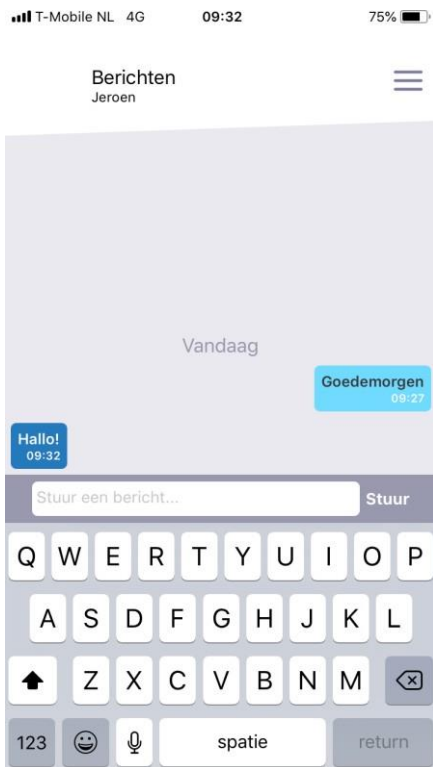 T-Mobile NL 4G 09:32 75%
Berichten
Jeroen
Vandaag
Goedemorgen
09:27
Hallo!
09:32
Stuur een bericht... Stuur
Q W E R T Y U I O P
A S D F G H J K L
Z X C V B N M
123 spatie return